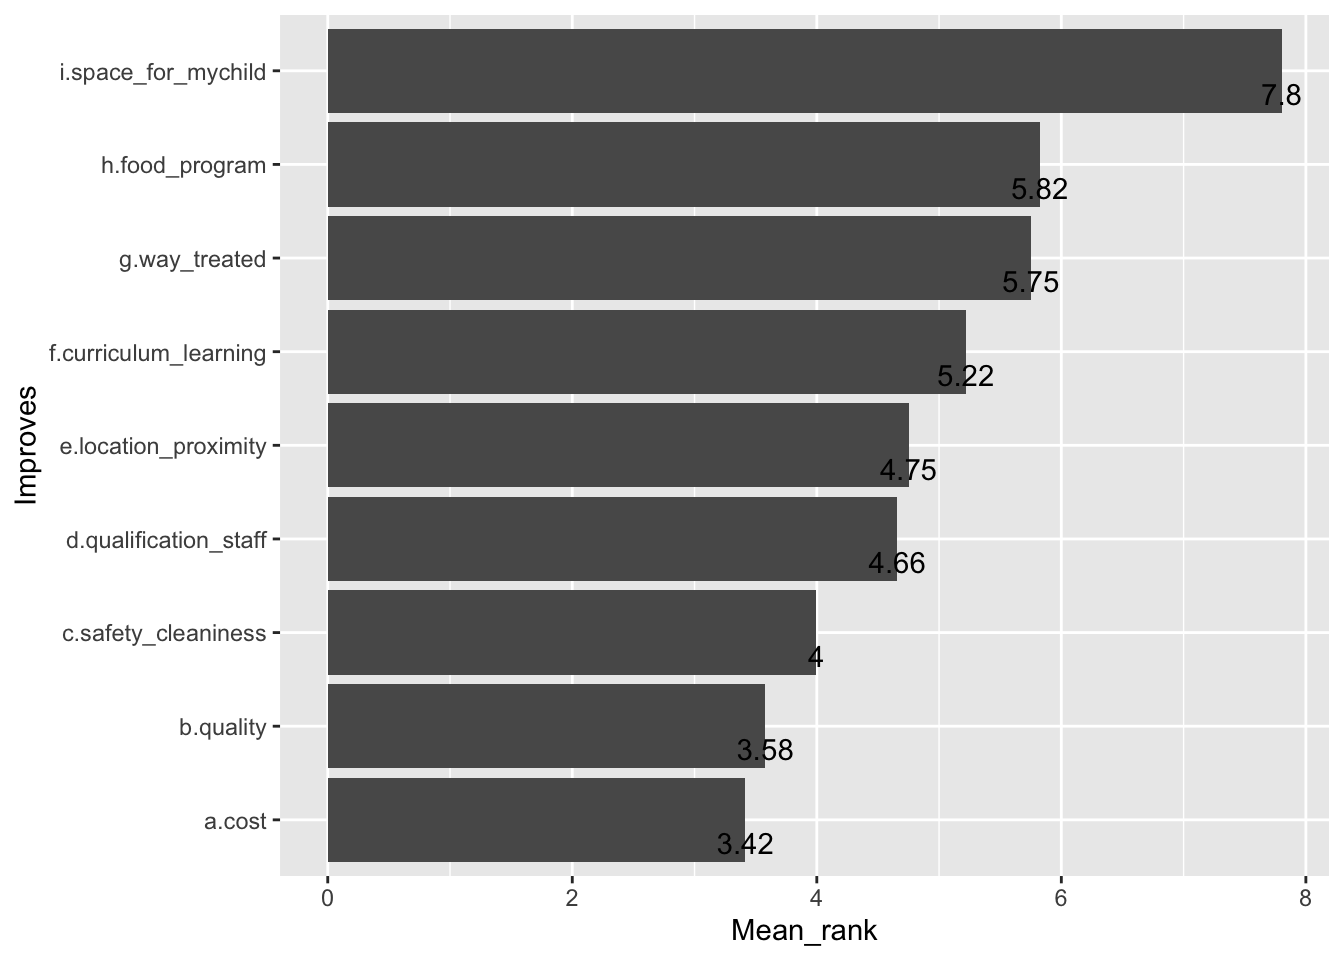 i.space_for_mychild
7.8
h.food_program
5.82
g.way_treated
5.75
f.curriculum_learning
5.22
e.location_proximity
4.75
d.qualification_staff
4.66
c.safety_cleaniness
4
b.quality
3.58
a.cost
3.42
Improves
0 2 4 6 8
Mean_rank